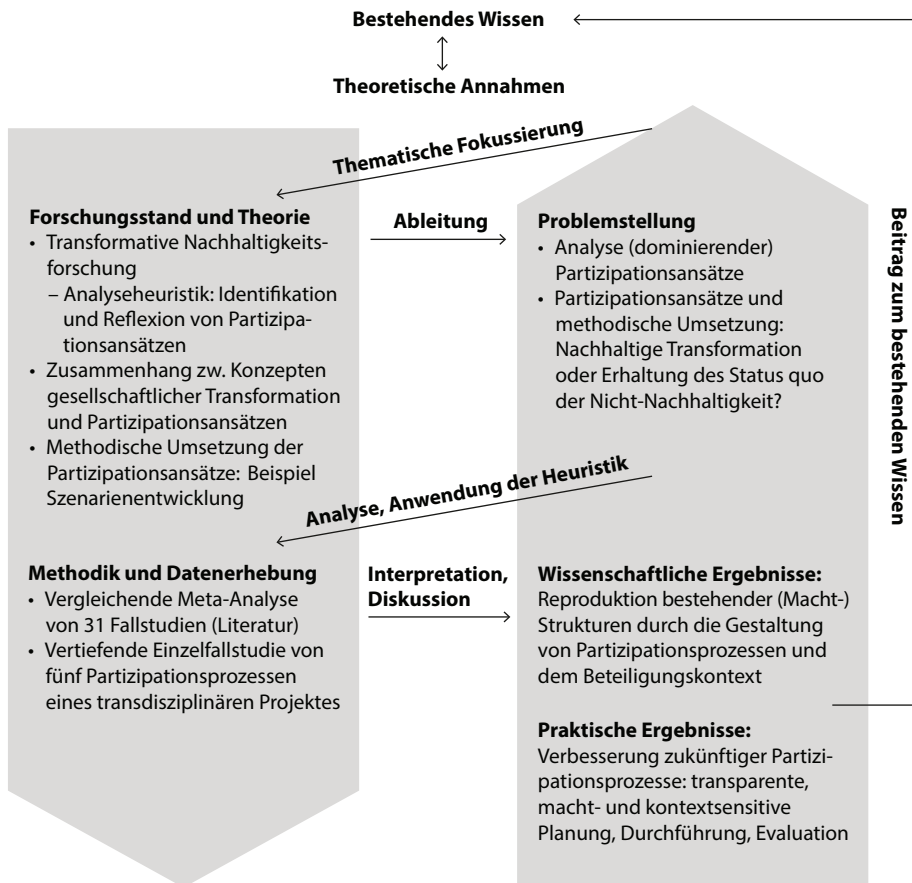 Bestehendes Wissen
Theoretische Annahmen
Thematische Fokussierung
Forschungsstand und Theorie
• Transformative Nachhaltigkeits-
forschung
– Analyseheuristik: Identifikation
und Reflexion von Partizipa-
tionsansätzen
• Zusammenhang zw. Konzepten
gesellschaftlicher Transformation
und Partizipationsansätzen
• Methodische Umsetzung der
Partizipationsansätze: Beispiel
Szenarienentwicklung
Ableitung
Problemstellung
• Analyse (dominierender)
Partizipationsansätze
• Partizipationsansätze und
methodische Umsetzung:
Nachhaltige Transformation
oder Erhaltung des Status quo
der Nicht-Nachhaltigkeit?
Analyse, Anwendung der Heuristik
Methodik und Datenerhebung
• Vergleichende Meta-Analyse
von 31 Fallstudien (Literatur)
• Vertiefende Einzelfallstudie von
fünf Partizipationsprozessen
eines transdisziplinären Projektes
Interpretation,
Diskussion
Wissenschaftliche Ergebnisse:
Reproduktion bestehender (Macht-)
Strukturen durch die Gestaltung
von Partizipationsprozessen und
dem Beteiligungskontext
Praktische Ergebnisse:
Verbesserung zukünftiger Partizi-
pationsprozesse: transparente,
macht- und kontextsensitive
Planung, Durchführung, Evaluation
Beitrag zum bestehenden Wissen